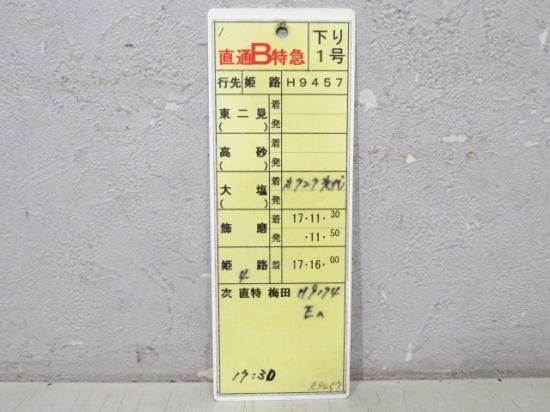 直通B特急 下り 1号
行先 姫路 H9457
東二見 ( ) 着 発
高砂 ( ) 着 発
大塩 ( ) 着 発
飾磨 着 17・11・30
発 ・11・50
姫路 4 着 17・16・00
次 直特 梅田 H9174
17:30